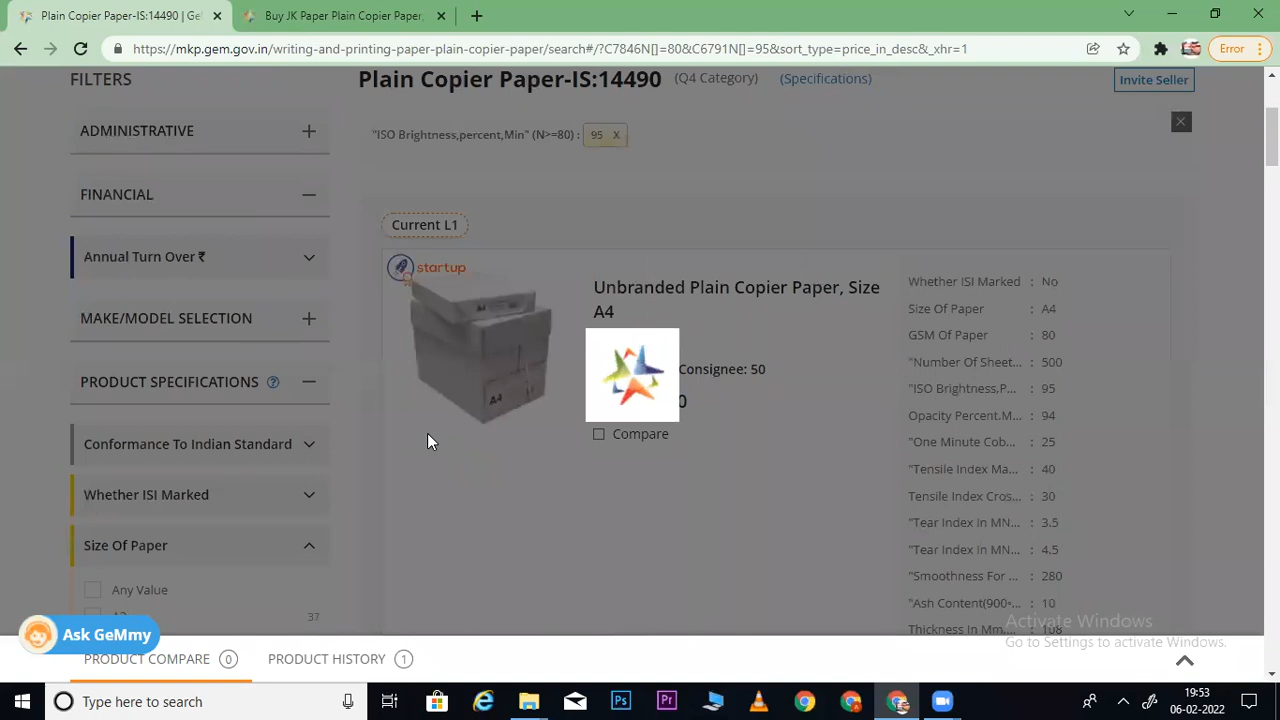 Plain Copier Paper-IS:14490 | Ge
Buy JK Paper Plain Copier Paper,
https://mkp.gem.gov.in/writing-and-printing-paper-plain-copier-paper/search#/?C7846N[]=80&C6791N[]=95&sort_type=price_in_desc&_xhr=1
Error
FILTERS
Plain Copier Paper-IS:14490 (Q4 Category) (Specifications)
Invite Seller
ADMINISTRATIVE
"ISO Brightness,percent,Min" (N>=80) : 95 X
FINANCIAL
Current L1
Annual Turn Over ₹
startup
Unbranded Plain Copier Paper, Size
A4
Whether ISI Marked : No
Size Of Paper : A4
MAKE/MODEL SELECTION
GSM Of Paper : 80
Consignee: 50
"Number Of Sheet... : 500
PRODUCT SPECIFICATIONS ?
"ISO Brightness,P... : 95
0
Opacity Percent.M... : 94
A4
Compare
Conformance To Indian Standard
"One Minute Cob... : 25
"Tensile Index Ma... : 40
Whether ISI Marked
Tensile Index Cros... : 30
"Tear Index In MN... : 3.5
Size Of Paper
"Tear Index In MN... : 4.5
"Smoothness For ... : 280
Any Value
"Ash Content(900... : 10
37
Thickness In Mm.... : 108
Activate Windows
Go to Settings to activate Windows.
Ask GeMmy
PRODUCT COMPARE 0 PRODUCT HISTORY 1
Type here to search
Ps
Pr
19:53
06-02-2022